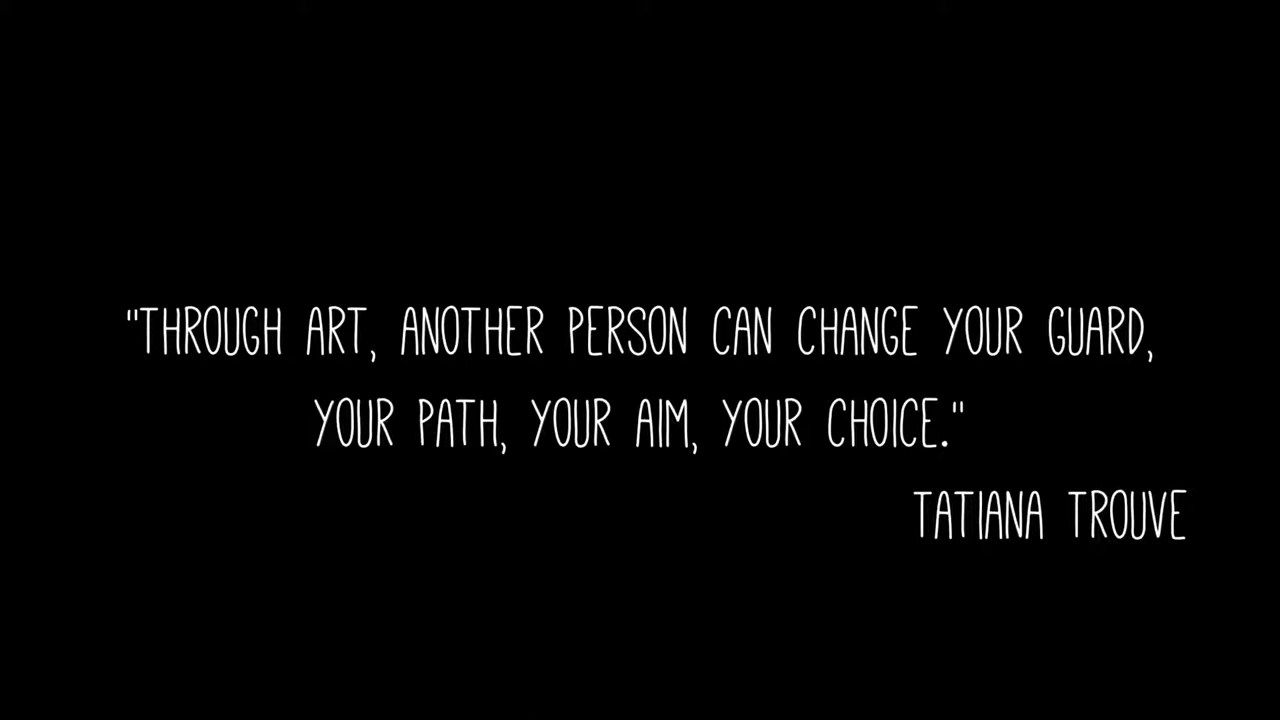 "THROUGH ART, ANOTHER PERSON CAN CHANGE YOUR GUARD,
YOUR PATH, YOUR AIM, YOUR CHOICE."
TATIANA TROUVE